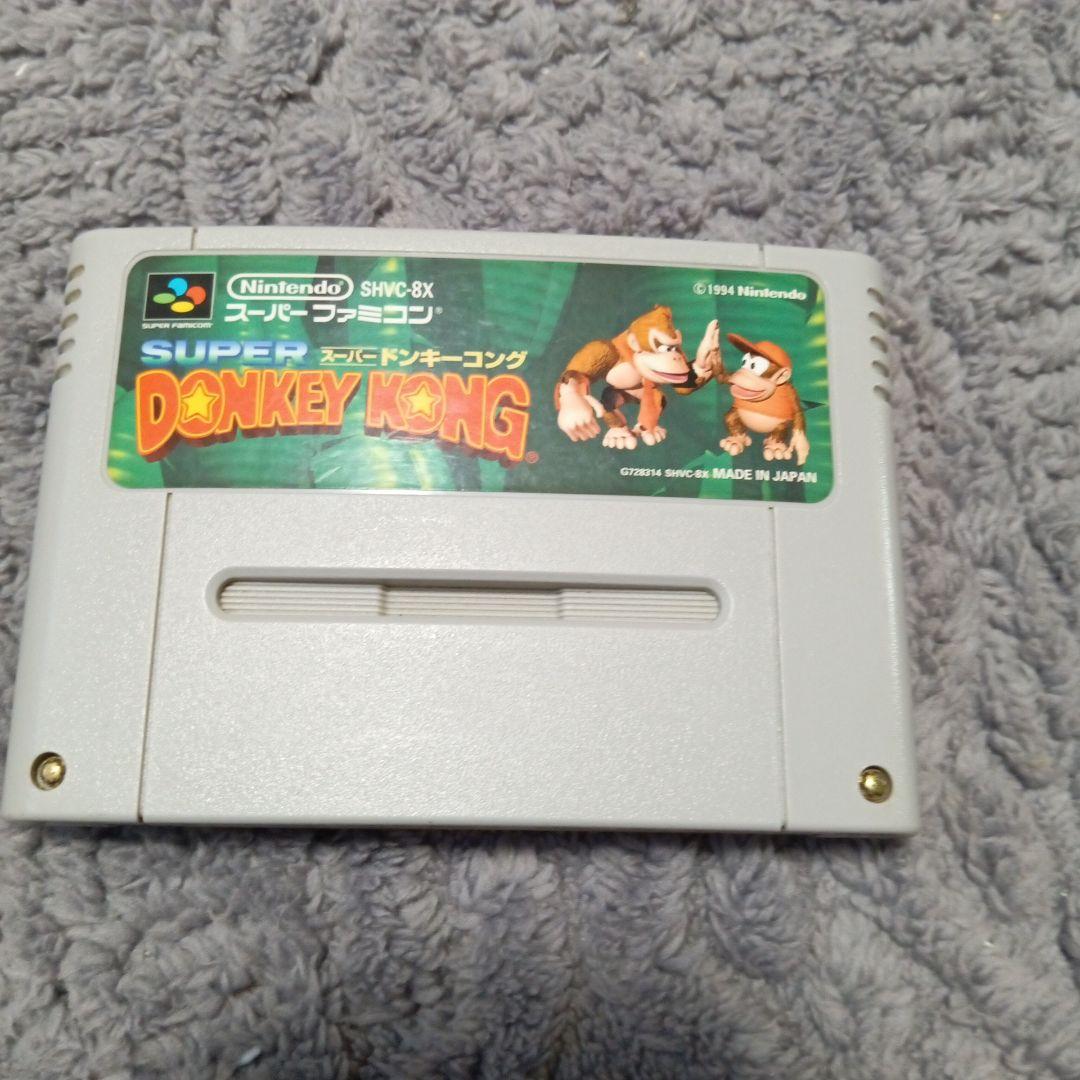 SUPER FAMICOM
Nintendo® SHVC-8X
スーパーファミコン®
©1994 Nintendo
SUPER スーパードンキーコング
DONKEY KONG®
G728314 SHVC-8X MADE IN JAPAN